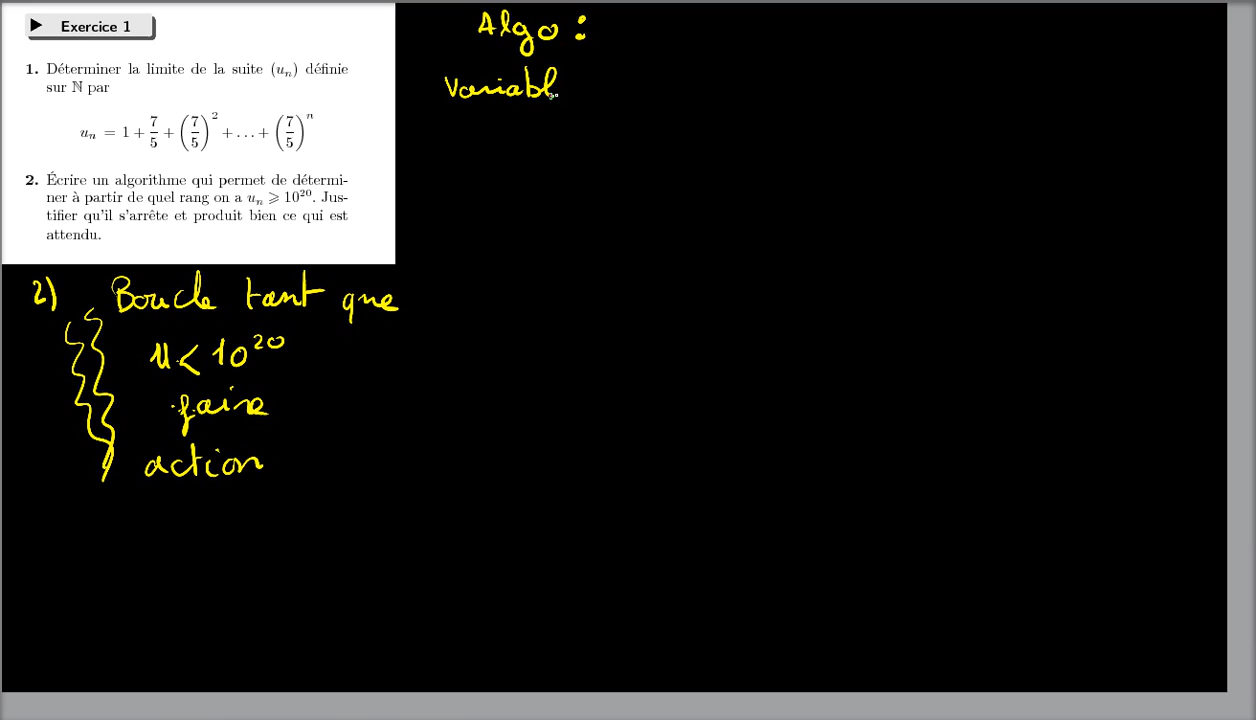 ▶ Exercice 1
1. Déterminer la limite de la suite (uₙ) définie
sur ℕ par
uₙ = 1 + 7/5 + (7/5)² + … + (7/5)ⁿ
2. Écrire un algorithme qui permet de détermi-
ner à partir de quel rang on a uₙ ⩾ 10²⁰. Jus-
tifier qu'il s'arrête et produit bien ce qui est
attendu.
2) Boucle tant que
u < 10²⁰
faire
action
Algo :
Variabl